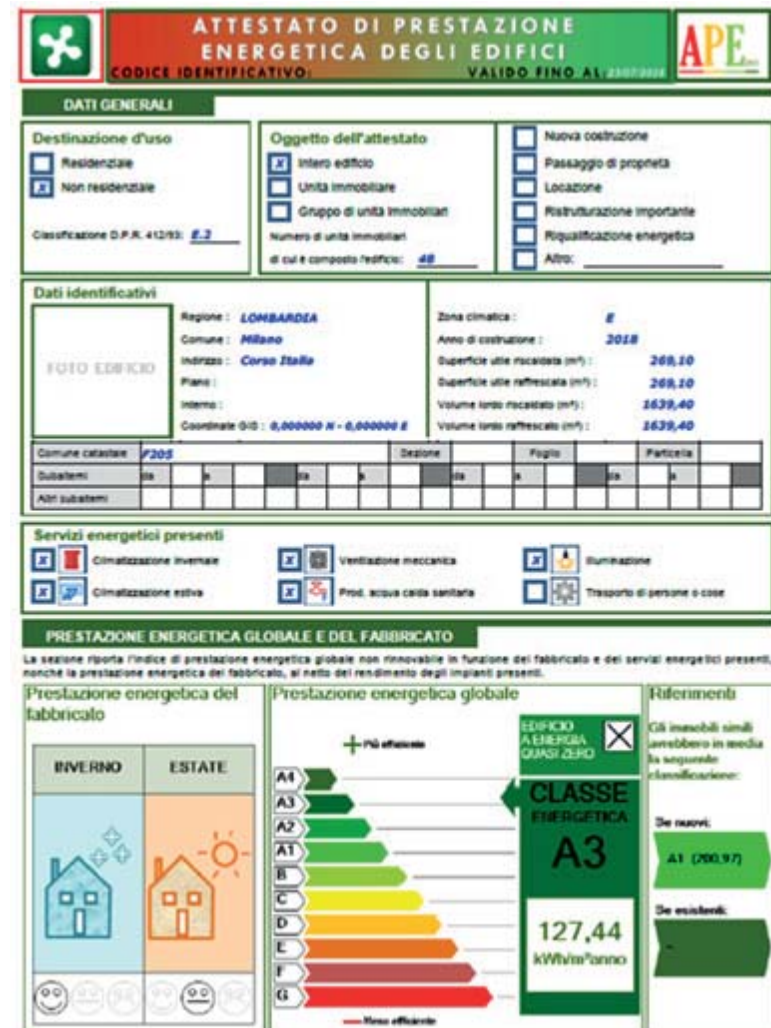 ATTESTATO DI PRESTAZIONE
ENERGETICA DEGLI EDIFICI
CODICE IDENTIFICATIVO: VALIDO FINO AL:
APE
DATI GENERALI
Destinazione d'uso
Residenziale
X Non residenziale
Classificazione D.P.R. 412/93: E.2
Oggetto dell'attestato
X Intero edificio
Unità immobiliare
Gruppo di unità immobiliari
Numero di unità immobiliari
di cui è composto l'edificio: 48
Nuova costruzione
Passaggio di proprietà
Locazione
Ristrutturazione importante
Riqualificazione energetica
Altro:
Dati identificativi
FOTO EDIFICIO
Regione : LOMBARDIA
Comune : Milano
Indirizzo : Corso Italia
Piano :
Interno :
Coordinate GIS : 0,000000 N - 0,000000 E
Zona climatica : E
Anno di costruzione : 2018
Superficie utile riscaldata (m²) : 269,10
Superficie utile raffrescata (m²) : 269,10
Volume lordo riscaldato (m³) : 1639,40
Volume lordo raffrescato (m³) : 1639,40
Comune catastale F205 Sezione Foglio Particella
Subalterni da a da a da a da a
Altri subalterni
Servizi energetici presenti
X Climatizzazione invernale X Ventilazione meccanica X Illuminazione
X Climatizzazione estiva X Prod. acqua calda sanitaria Trasporto di persone o cose
PRESTAZIONE ENERGETICA GLOBALE E DEL FABBRICATO
La sezione riporta l'indice di prestazione energetica globale non rinnovabile in funzione del fabbricato e dei servizi energetici presenti,
nonché la prestazione energetica del fabbricato, al netto del rendimento degli impianti presenti.
Prestazione energetica del
fabbricato
INVERNO ESTATE
Prestazione energetica globale
+ Più efficiente
A4
A3
A2
A1
B
C
D
E
F
G
Meno efficiente
EDIFICIO
A ENERGIA
QUASI ZERO X
CLASSE
ENERGETICA
A3
127,44
kWh/m²anno
Riferimenti
Gli immobili simili
avrebbero in media
la seguente
classificazione:
Se nuovi:
A1 (200,97)
Se esistenti:
-